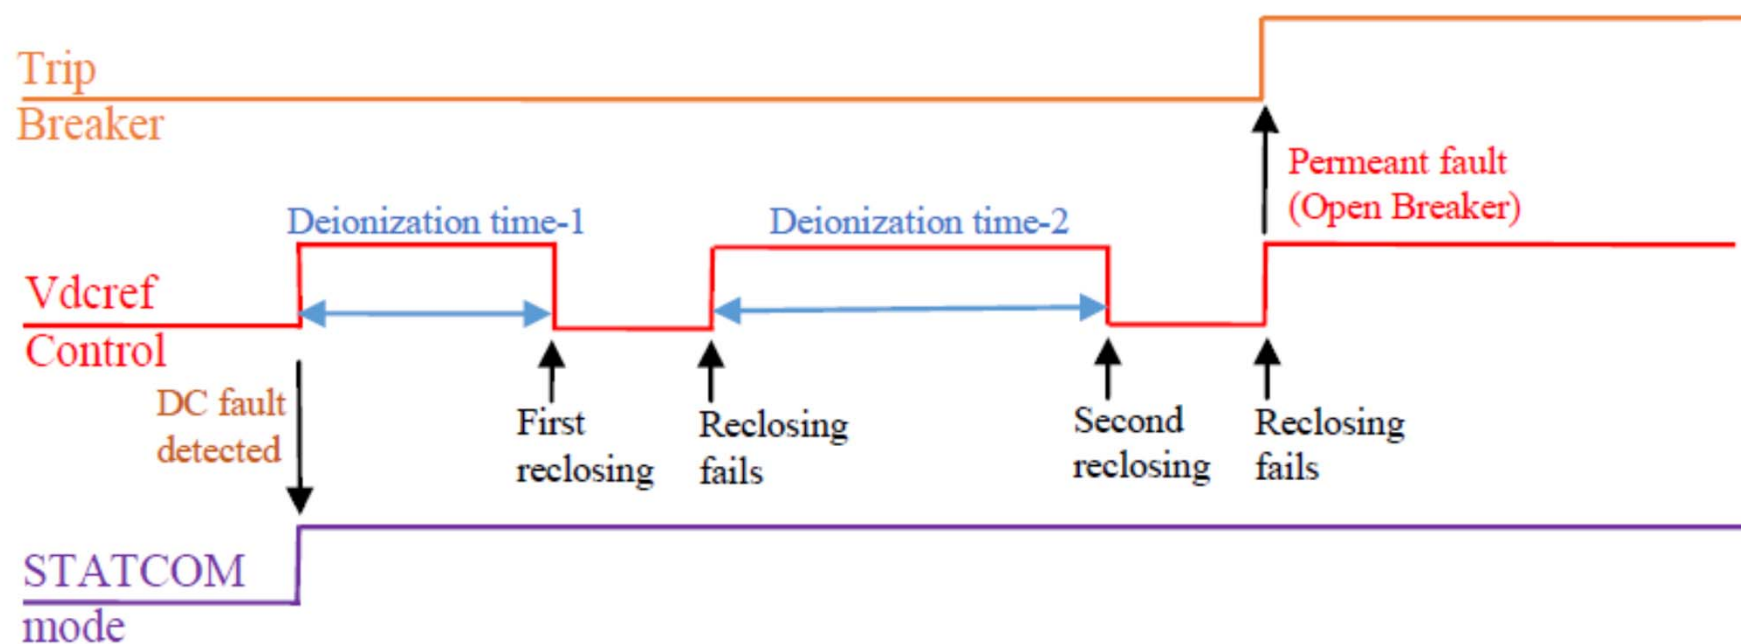 Trip
Breaker
Permeant fault
(Open Breaker)
Deionization time-1
Deionization time-2
Vdcref
Control
DC fault
detected
First
reclosing
Reclosing
fails
Second
reclosing
Reclosing
fails
STATCOM
mode